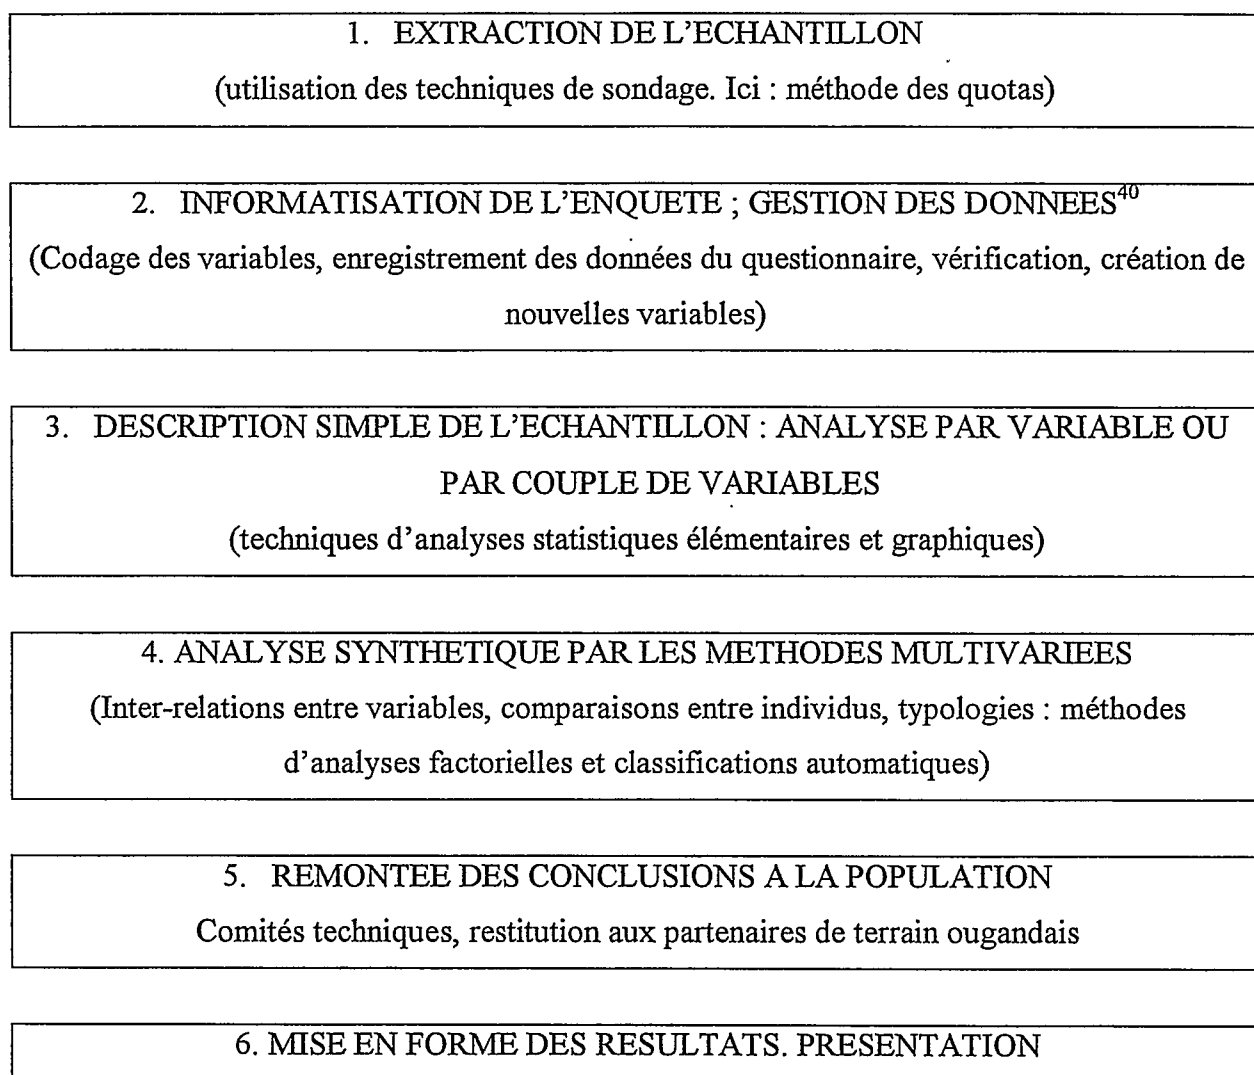 1. EXTRACTION DE L'ECHANTILLON
(utilisation des techniques de sondage. Ici : méthode des quotas)
2. INFORMATISATION DE L'ENQUETE ; GESTION DES DONNEES⁴⁰
(Codage des variables, enregistrement des données du questionnaire, vérification, création de
nouvelles variables)
3. DESCRIPTION SIMPLE DE L'ECHANTILLON : ANALYSE PAR VARIABLE OU
PAR COUPLE DE VARIABLES
(techniques d'analyses statistiques élémentaires et graphiques)
4. ANALYSE SYNTHETIQUE PAR LES METHODES MULTIVARIEES
(Inter-relations entre variables, comparaisons entre individus, typologies : méthodes
d'analyses factorielles et classifications automatiques)
5. REMONTEE DES CONCLUSIONS A LA POPULATION
Comités techniques, restitution aux partenaires de terrain ougandais
6. MISE EN FORME DES RESULTATS. PRESENTATION